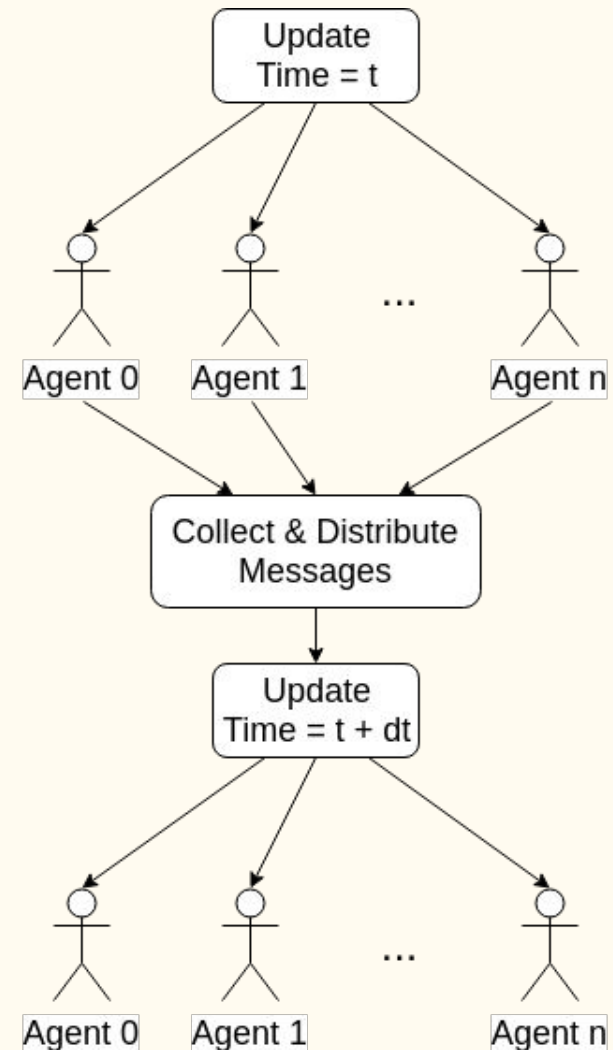 Update
Time = t
...
Agent 0
Agent 1
Agent n
Collect & Distribute
Messages
Update
Time = t + dt
...
Agent 0
Agent 1
Agent n